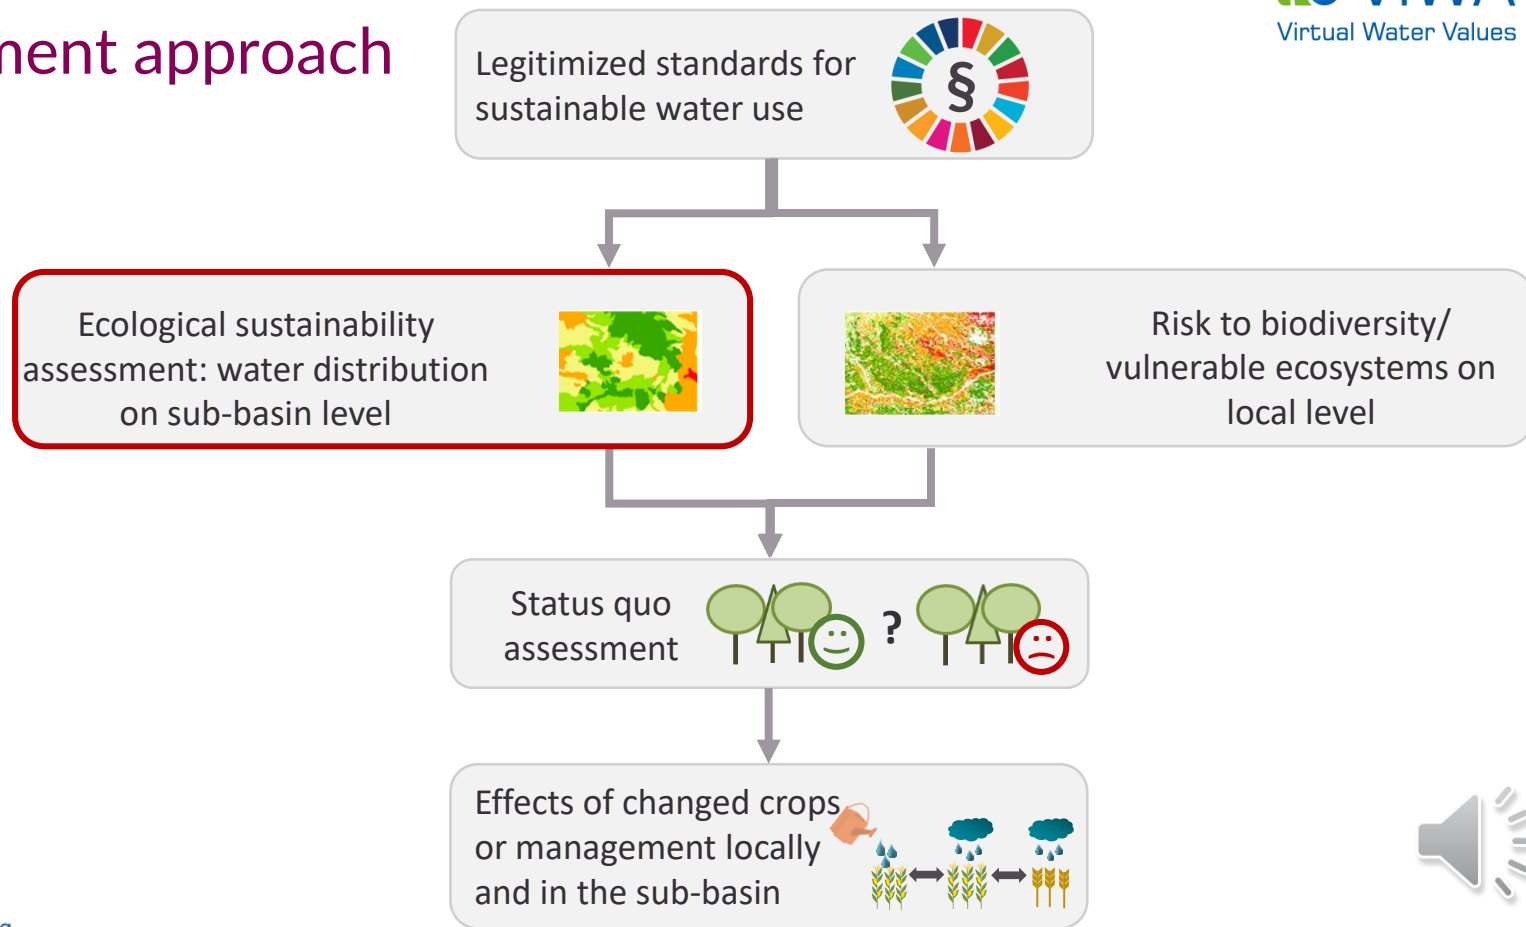 approach
Virtual Water Values
Legitimized standards for
sustainable water use
§
Ecological sustainability
assessment: water distribution
on sub-basin level
Risk to biodiversity/
vulnerable ecosystems on
local level
Status quo
assessment
?
Effects of changed crops
or management locally
and in the sub-basin